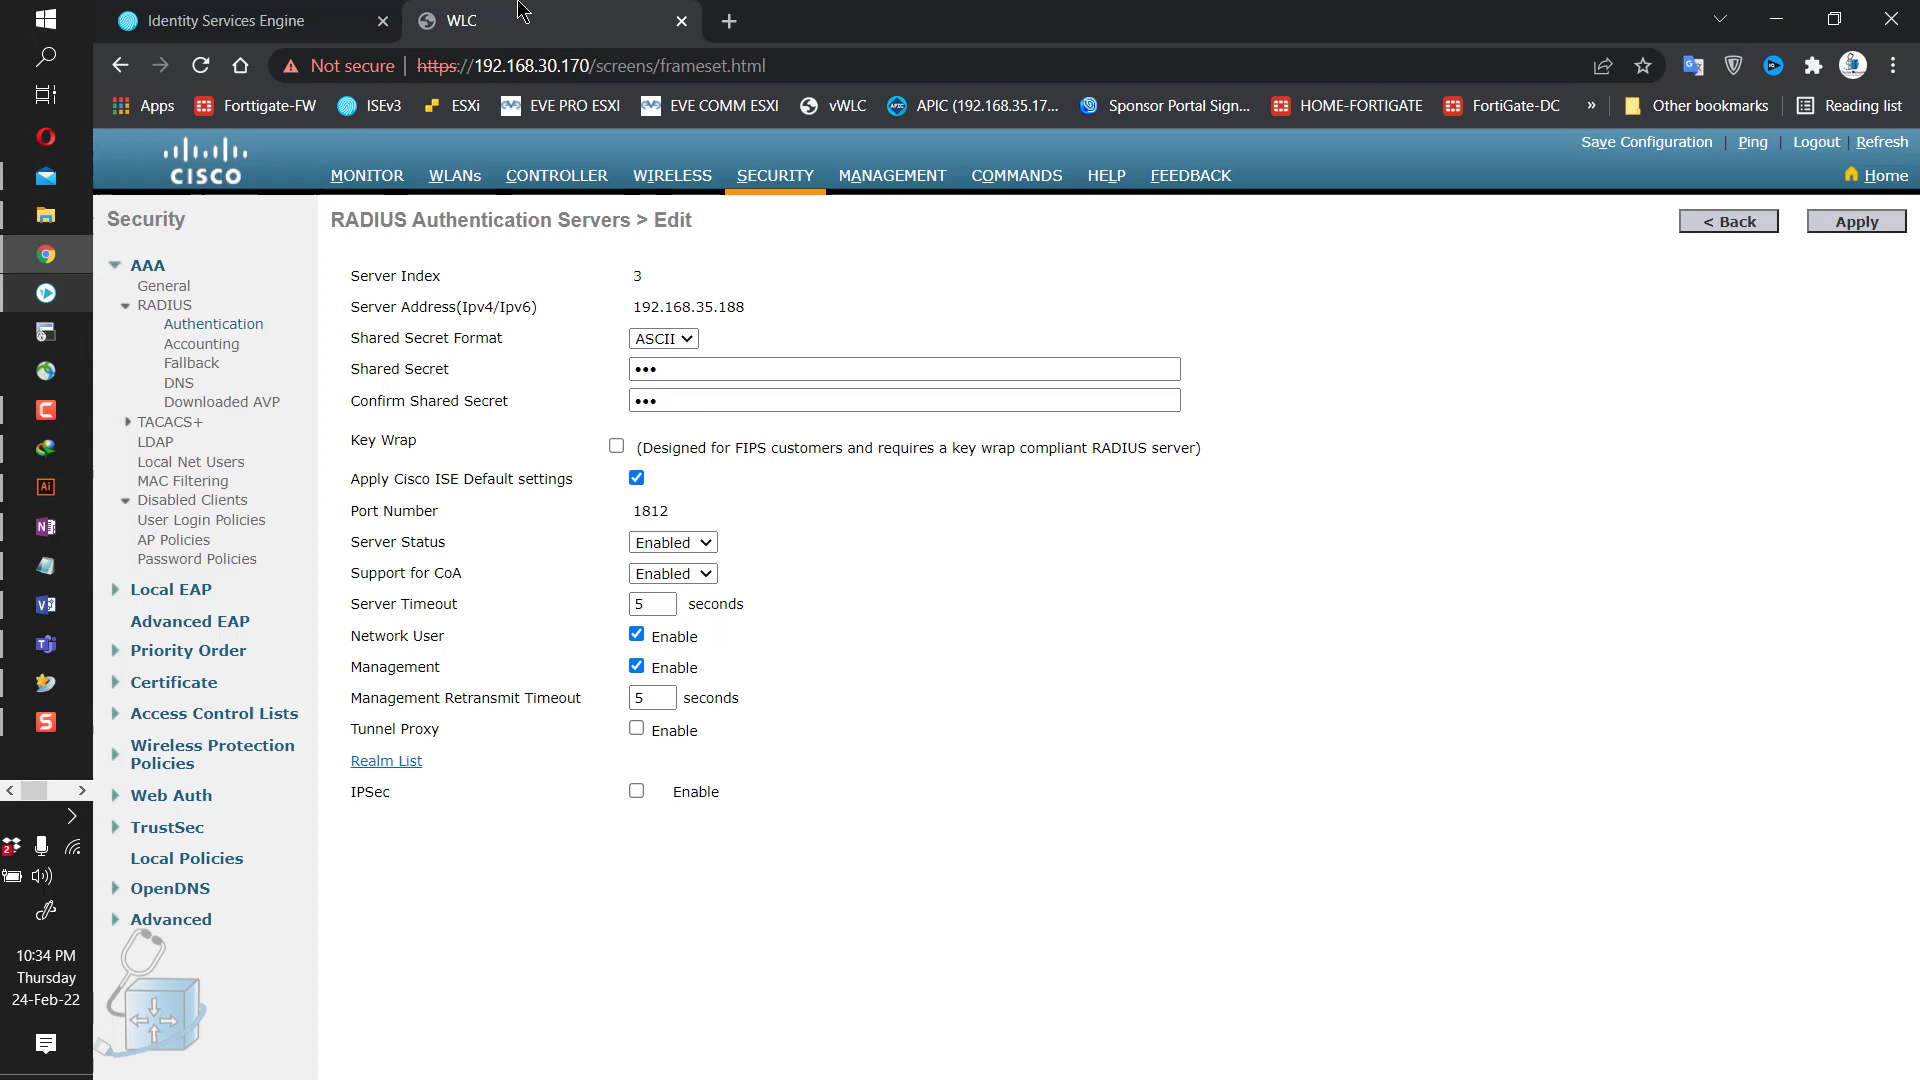 Identity Services Engine
WLC
Not secure | https://192.168.30.170/screens/frameset.html
Apps
Forttigate-FW
ISEv3
ESXi
EVE PRO ESXI
EVE COMM ESXI
vWLC
APIC (192.168.35.17...
Sponsor Portal Sign...
HOME-FORTIGATE
FortiGate-DC
»
Other bookmarks
Reading list
Save Configuration | Ping | Logout | Refresh
CISCO
MONITOR WLANs CONTROLLER WIRELESS SECURITY MANAGEMENT COMMANDS HELP FEEDBACK
Home
Security
AAA
General
RADIUS
Authentication
Accounting
Fallback
DNS
Downloaded AVP
TACACS+
LDAP
Local Net Users
MAC Filtering
Disabled Clients
User Login Policies
AP Policies
Password Policies
Local EAP
Advanced EAP
Priority Order
Certificate
Access Control Lists
Wireless Protection
Policies
Web Auth
TrustSec
Local Policies
OpenDNS
Advanced
RADIUS Authentication Servers > Edit
< Back
Apply
Server Index 3
Server Address(Ipv4/Ipv6) 192.168.35.188
Shared Secret Format ASCII
Shared Secret •••
Confirm Shared Secret •••
Key Wrap (Designed for FIPS customers and requires a key wrap compliant RADIUS server)
Apply Cisco ISE Default settings
Port Number 1812
Server Status Enabled
Support for CoA Enabled
Server Timeout 5 seconds
Network User Enable
Management Enable
Management Retransmit Timeout 5 seconds
Tunnel Proxy Enable
Realm List
IPSec Enable
2
10:34 PM
Thursday
24-Feb-22